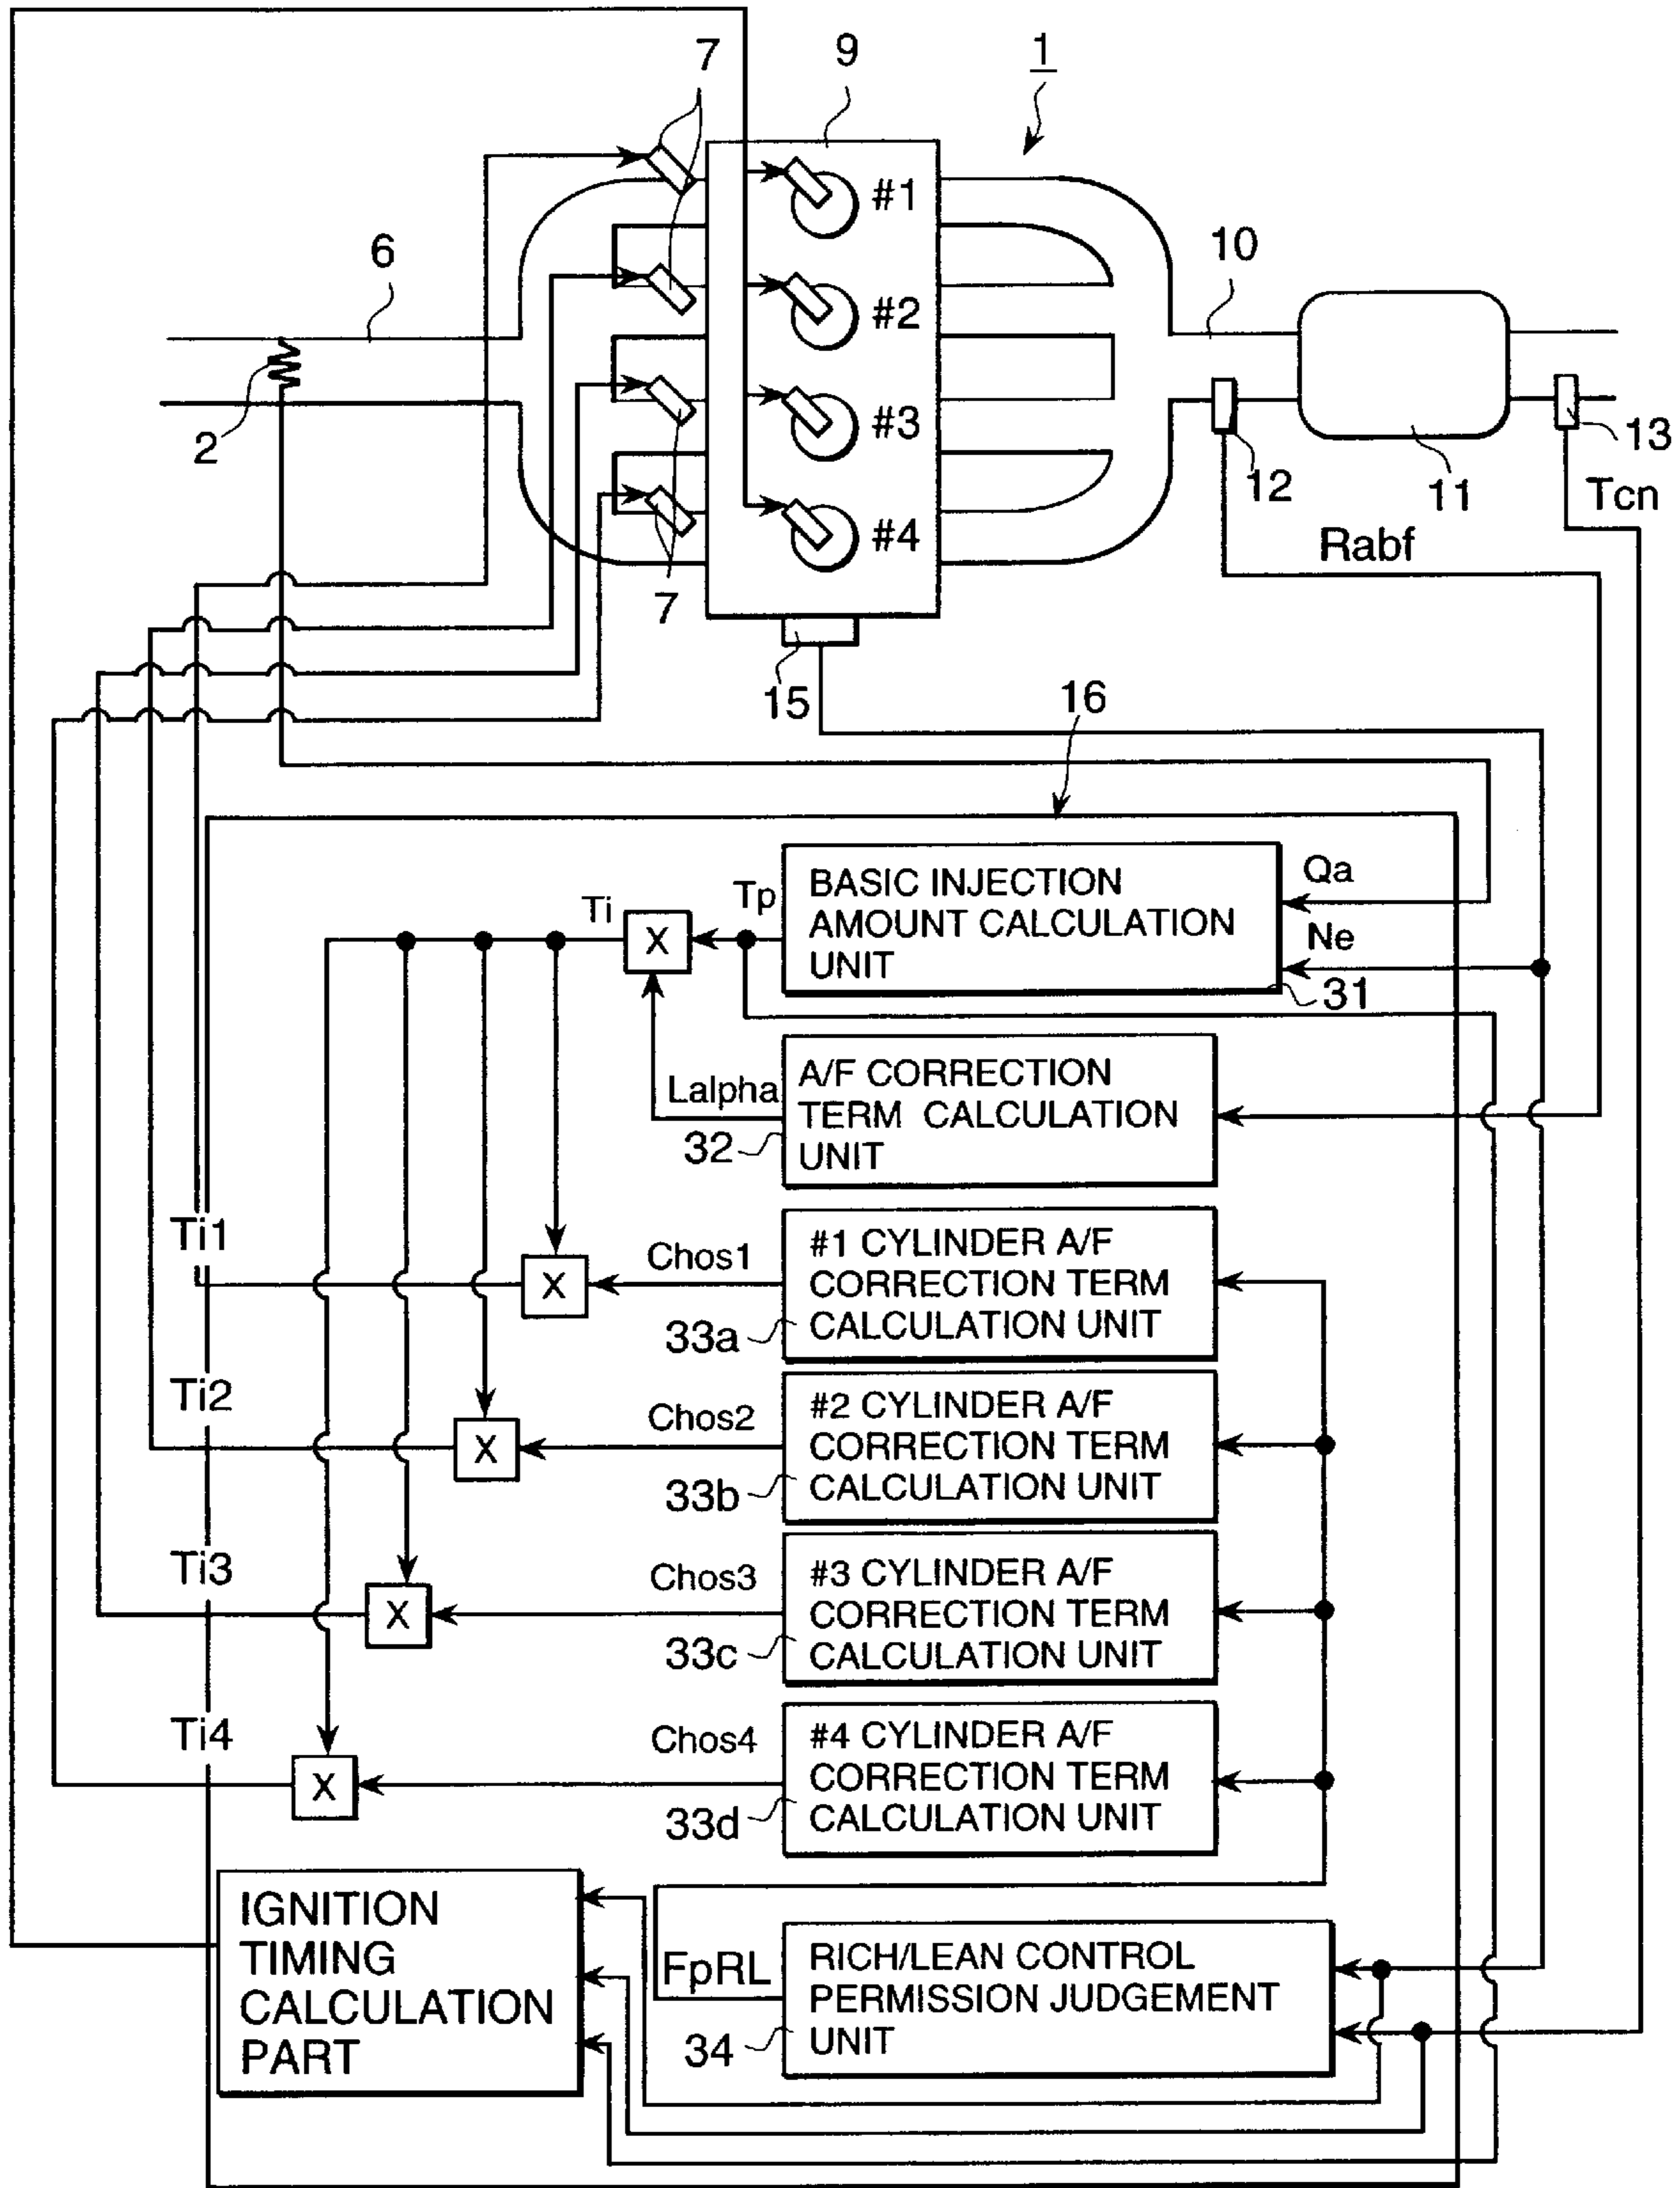 7
9
1
#1
6
10
#2
2
#3
12
11
13
Tcn
#4
Rabf
7
15
16
BASIC INJECTION
AMOUNT CALCULATION
UNIT
Qa
Tp
Ti
X
Ne
31
A/F CORRECTION
TERM CALCULATION
UNIT
Lalpha
32
Ti1
#1 CYLINDER A/F
CORRECTION TERM
CALCULATION UNIT
Chos1
X
33a
Ti2
#2 CYLINDER A/F
CORRECTION TERM
CALCULATION UNIT
Chos2
X
33b
Ti3
#3 CYLINDER A/F
CORRECTION TERM
CALCULATION UNIT
Chos3
X
33c
Ti4
#4 CYLINDER A/F
CORRECTION TERM
CALCULATION UNIT
Chos4
X
33d
IGNITION
TIMING
CALCULATION
PART
FpRL
RICH/LEAN CONTROL
PERMISSION JUDGEMENT
UNIT
34